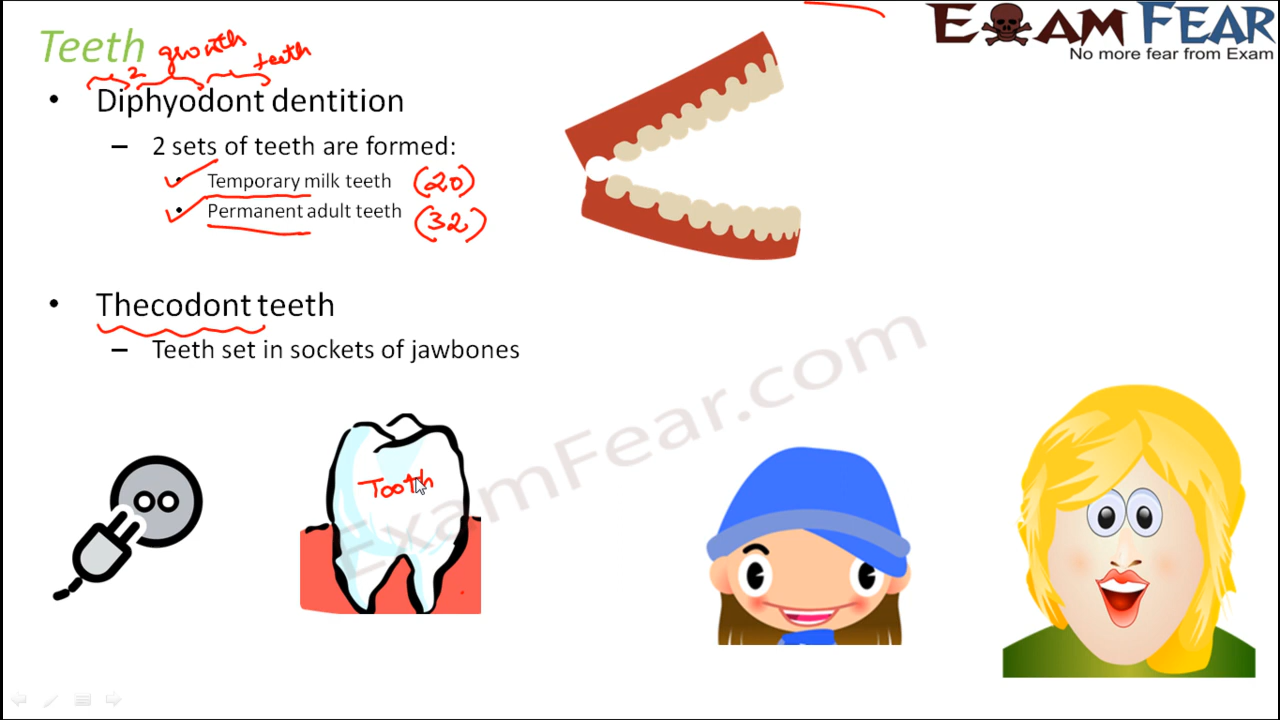 EXAM FEAR
No more fear from Exam
Teeth
2 growth teeth
• Diphyodont dentition
– 2 sets of teeth are formed:
• Temporary milk teeth (20)
• Permanent adult teeth (32)
• Thecodont teeth
– Teeth set in sockets of jawbones
Tooth
ExamFear.com